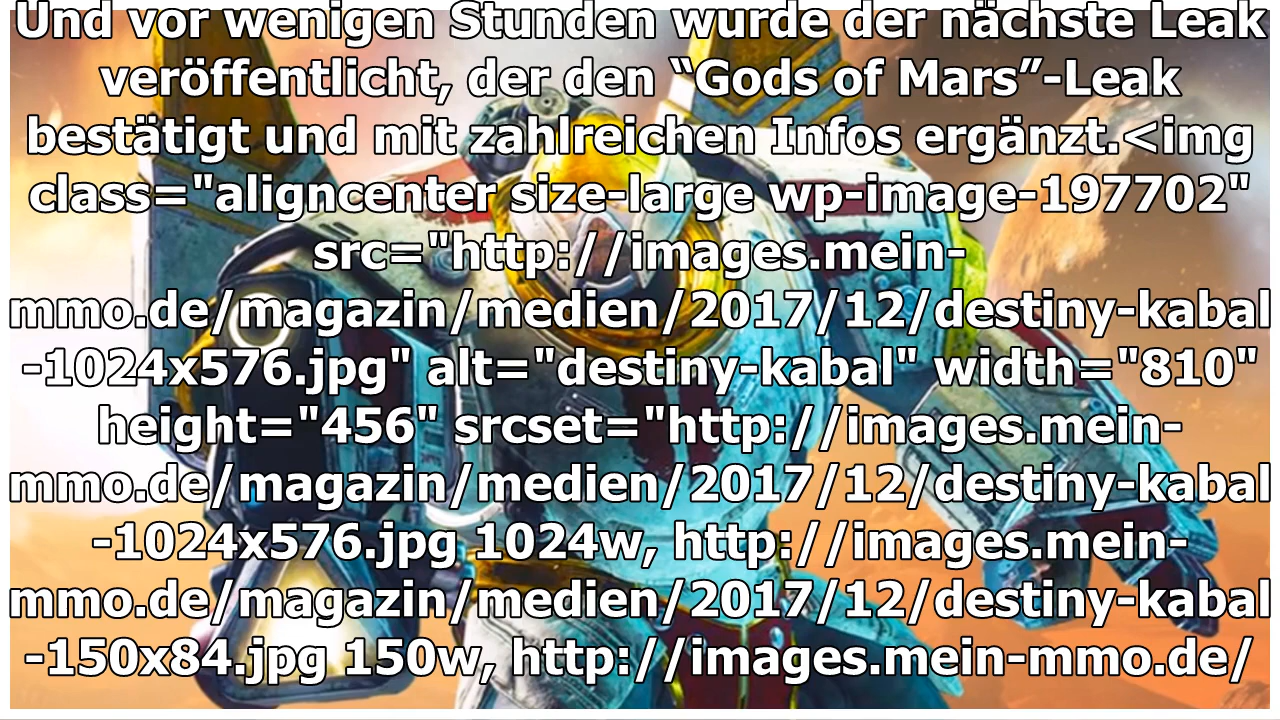 Und vor wenigen Stunden wurde der nächste Leak
veröffentlicht, der den “Gods of Mars”-Leak
bestätigt und mit zahlreichen Infos ergänzt.<img
class="aligncenter size-large wp-image-197702"
src="http://images.mein-
mmo.de/magazin/medien/2017/12/destiny-kabal
-1024x576.jpg" alt="destiny-kabal" width="810"
height="456" srcset="http://images.mein-
mmo.de/magazin/medien/2017/12/destiny-kabal
-1024x576.jpg 1024w, http://images.mein-
mmo.de/magazin/medien/2017/12/destiny-kabal
-150x84.jpg 150w, http://images.mein-mmo.de/